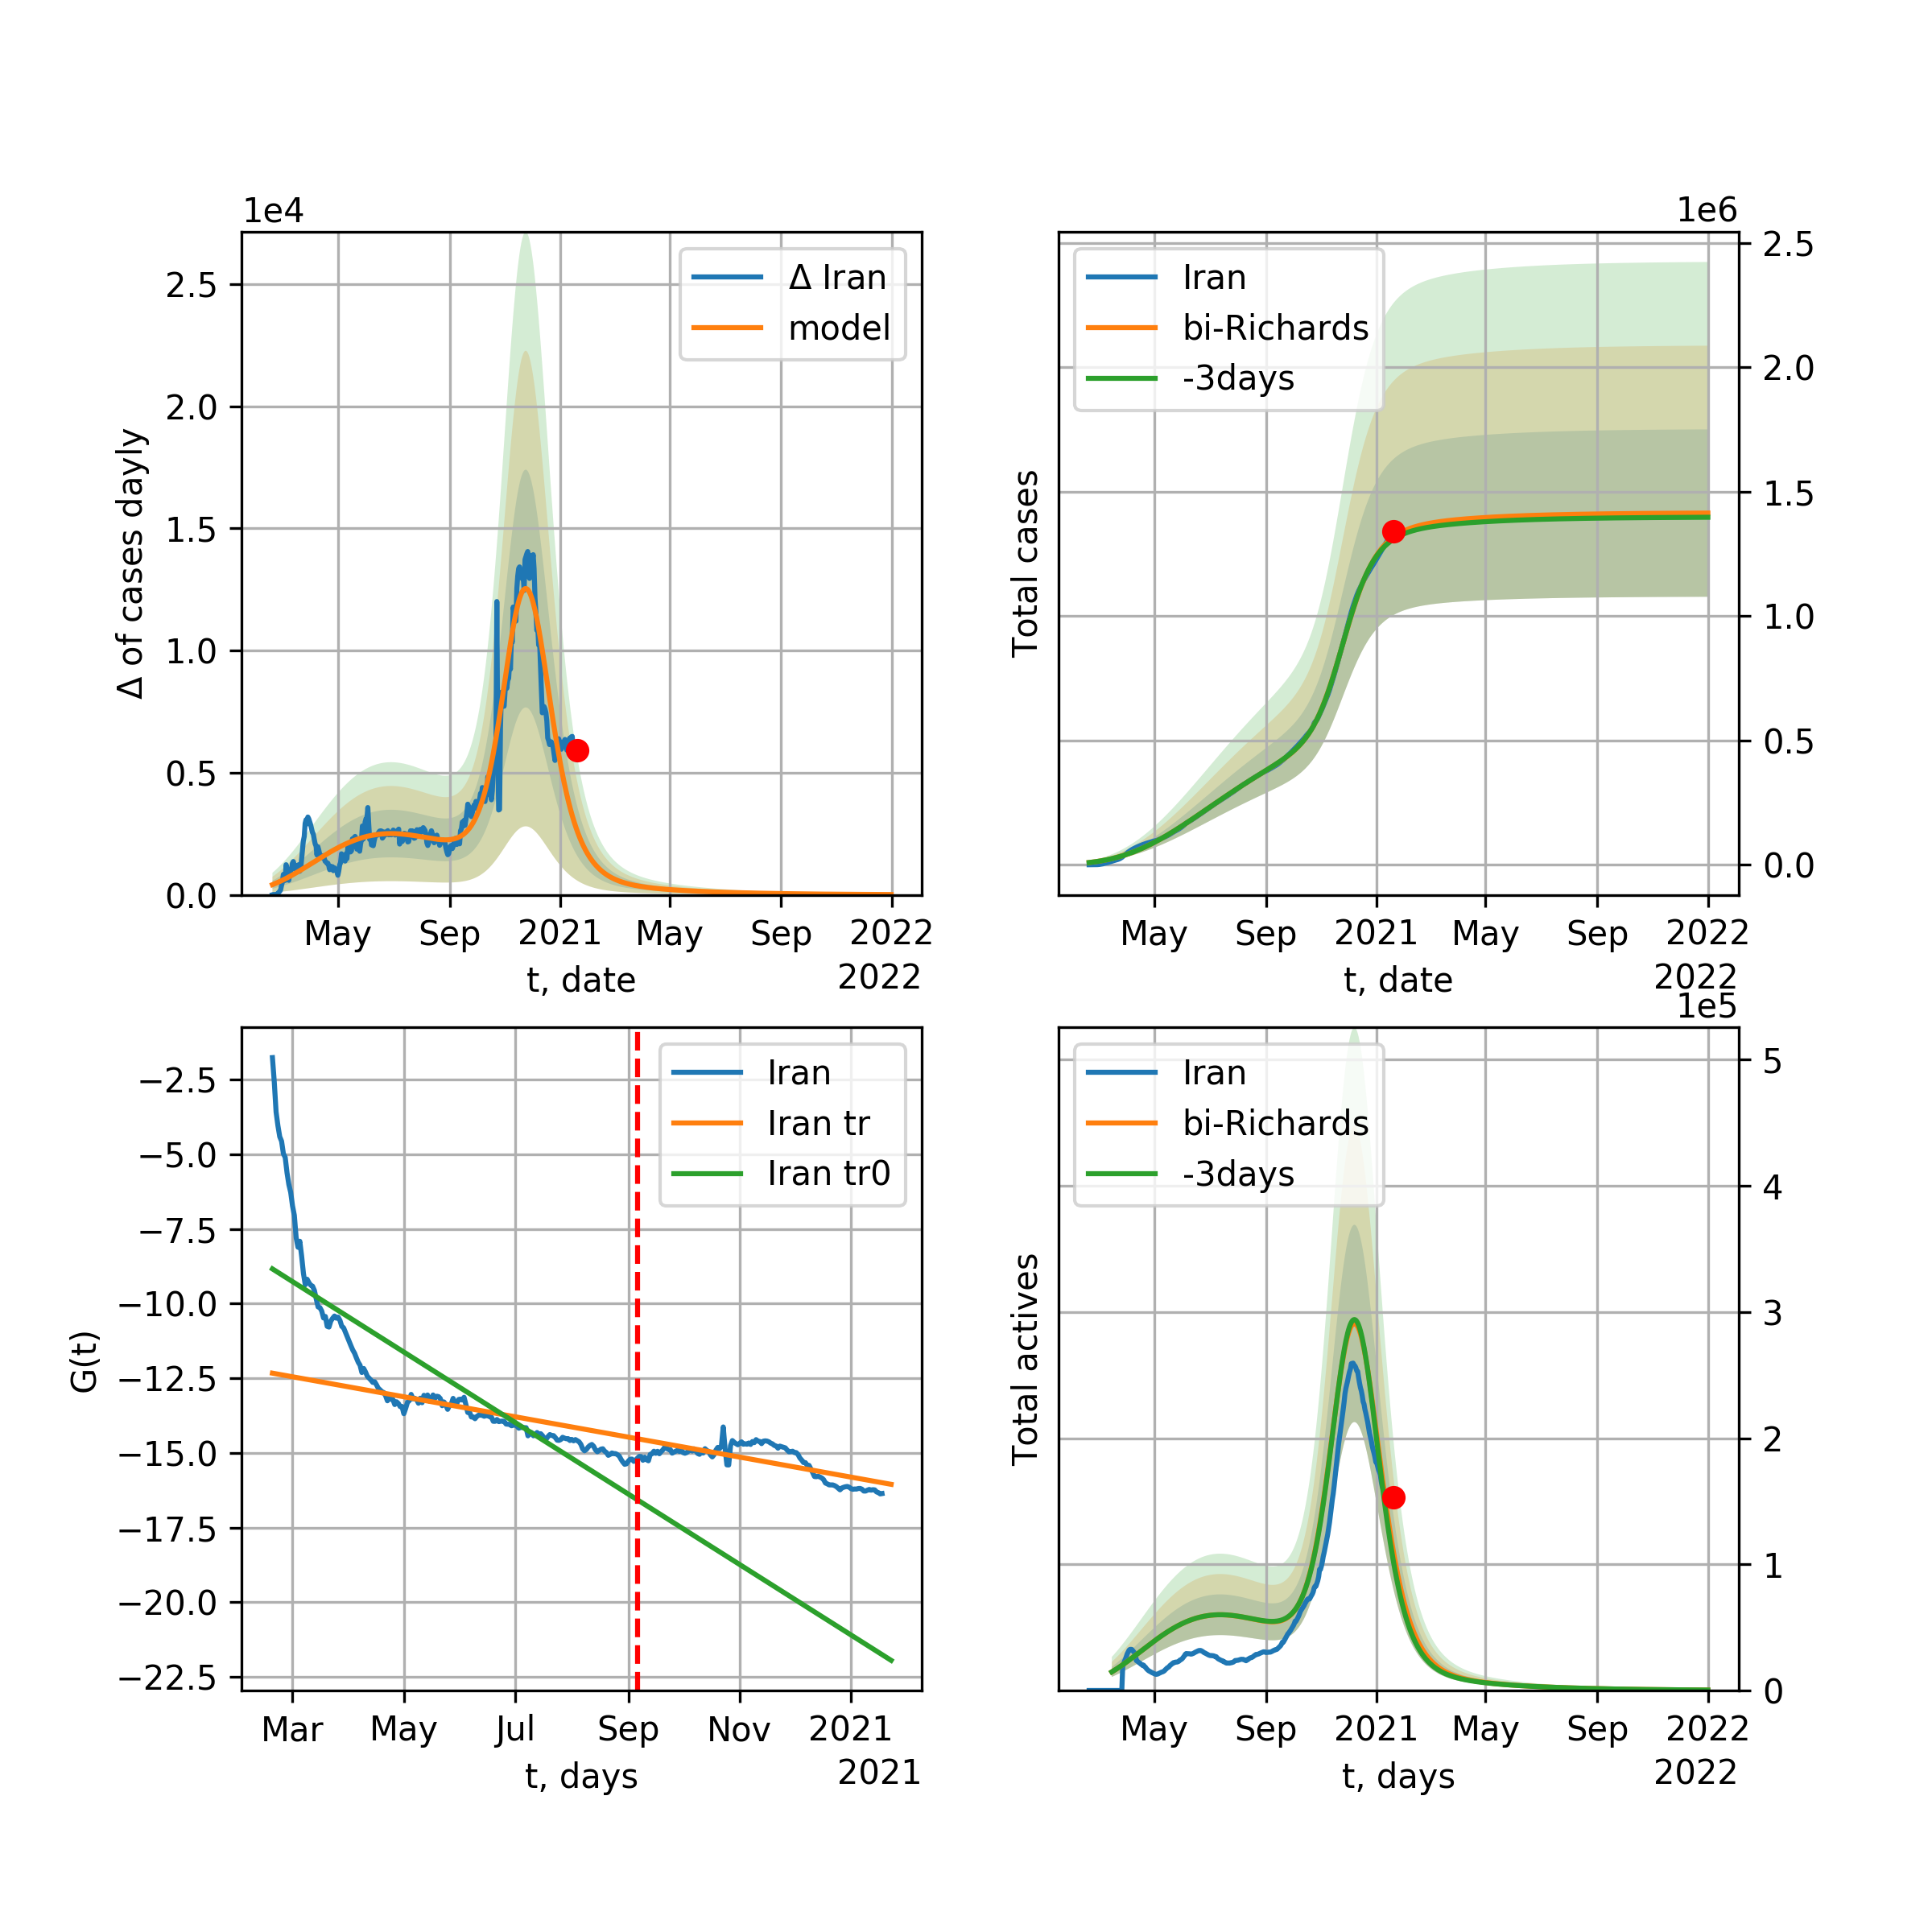 1e4
2.5
2.0
1.5
1.0
0.5
0.0
Δ of cases dayly
Δ Iran
model
May Sep 2021 May Sep 2022
t, date
2022
1e6
2.5
2.0
1.5
1.0
0.5
0.0
Total cases
Iran
bi-Richards
-3days
May Sep 2021 May Sep 2022
t, date
2022
−2.5
−5.0
−7.5
−10.0
−12.5
−15.0
−17.5
−20.0
−22.5
G(t)
Iran
Iran tr
Iran tr0
Mar May Jul Sep Nov 2021
t, days
2021
1e5
5
4
3
2
1
0
Total actives
Iran
bi-Richards
-3days
May Sep 2021 May Sep 2022
t, days
2022